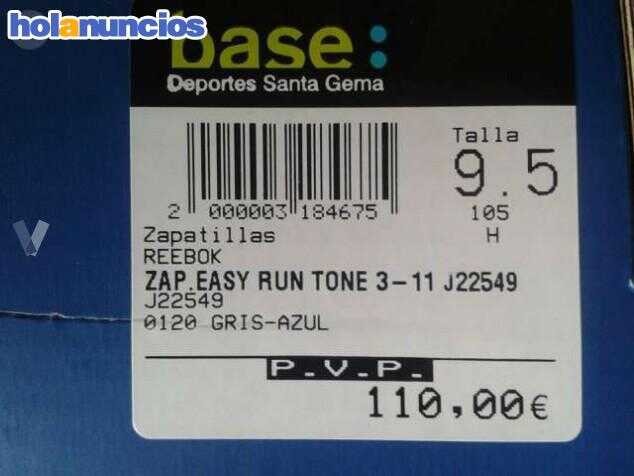 holanuncios
base:
Deportes Santa Gema
Talla
9.5
2 000003 184675
105
Zapatillas
H
REEBOK
ZAP.EASY RUN TONE 3-11 J22549
J22549
0120 GRIS-AZUL
P.V.P.
110,00€